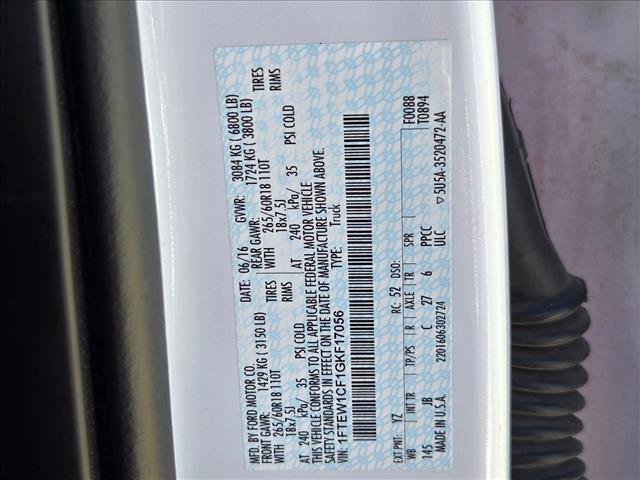 MFD. BY FORD MOTOR CO. DATE: 06/16 GVWR: 3084 KG ( 6800 LB)
FRONT GAWR: 1429 KG ( 3150 LB) REAR GAWR: 1724 KG ( 3800 LB)
WITH 265/60R18 110T TIRES WITH 265/60R18 110T TIRES
18x7.5J RIMS 18x7.5J RIMS
AT 240 kPa/ 35 PSI COLD AT 240 kPa/ 35 PSI COLD
THIS VEHICLE CONFORMS TO ALL APPLICABLE FEDERAL MOTOR VEHICLE
SAFETY STANDARDS IN EFFECT ON THE DATE OF MANUFACTURE SHOWN ABOVE.
VIN: 1FTEW1CF1GKF17056 TYPE: Truck
F0088
T0894
EXT PNT: YZ RC: 52 DSO:
WB INT TR TP/PS R AXLE TR SPR
145 JB C 27 6 PPCC
MADE IN U.S.A. 2201606302724 ULC
▽ 5U5A-3520472-AA